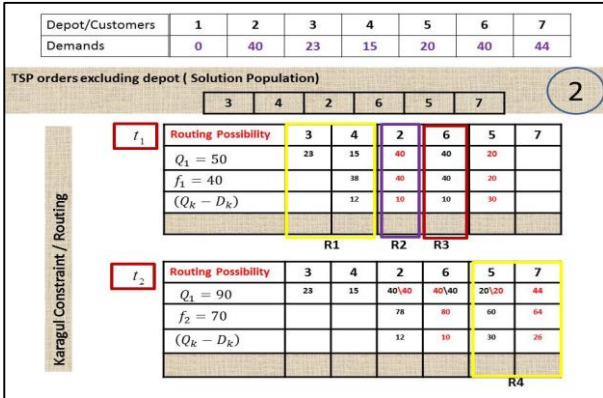 Depot/Customers 1 2 3 4 5 6 7
Demands 0 40 23 15 20 40 44
TSP orders excluding depot ( Solution Population)
3 4 2 6 5 7
2
Karagul Constraint / Routing
t₁
Routing Possibility 3 4 2 6 5 7
Q₁ = 50 23 15 40 40 20
f₁ = 40 38 40 40 20
(Qₖ − Dₖ) 12 10 10 30
R1 R2 R3
t₂
Routing Possibility 3 4 2 6 5 7
Q₁ = 90 23 15 40\40 40\40 20\20 44
f₂ = 70 78 80 60 64
(Qₖ − Dₖ) 12 10 30 26
R4